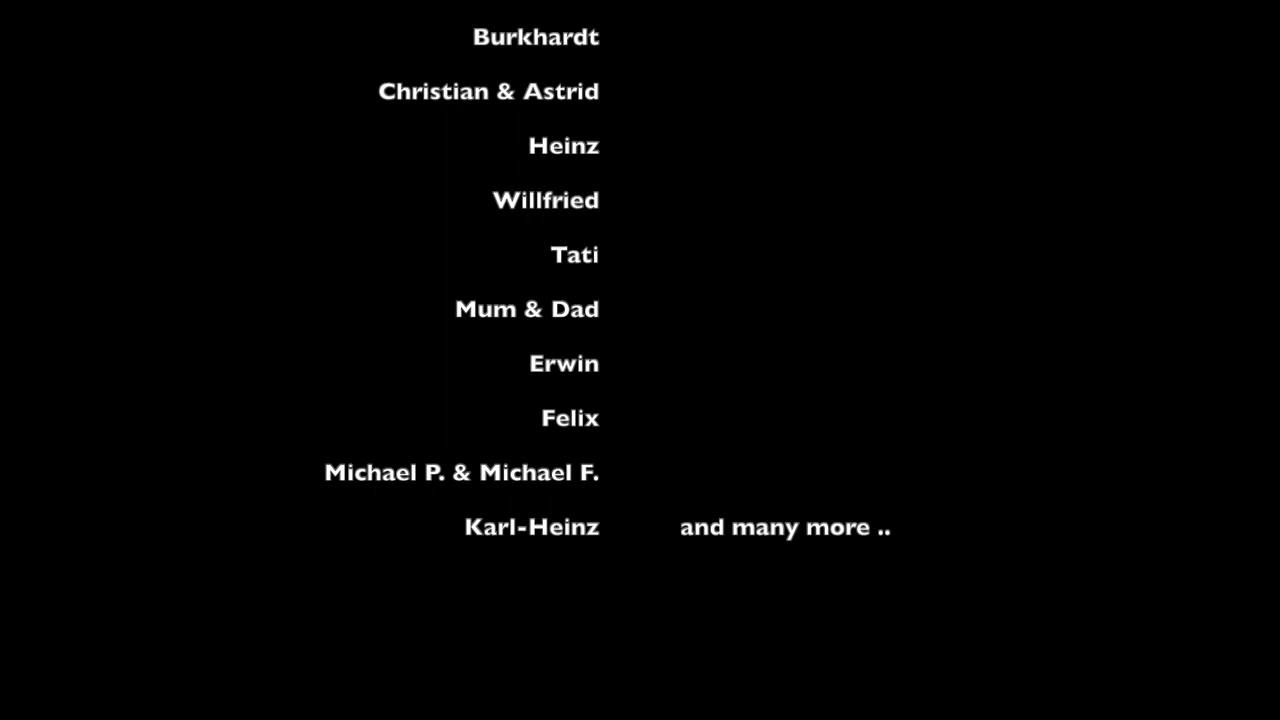 Burkhardt
Christian & Astrid
Heinz
Willfried
Tati
Mum & Dad
Erwin
Felix
Michael P. & Michael F.
Karl-Heinz and many more ..